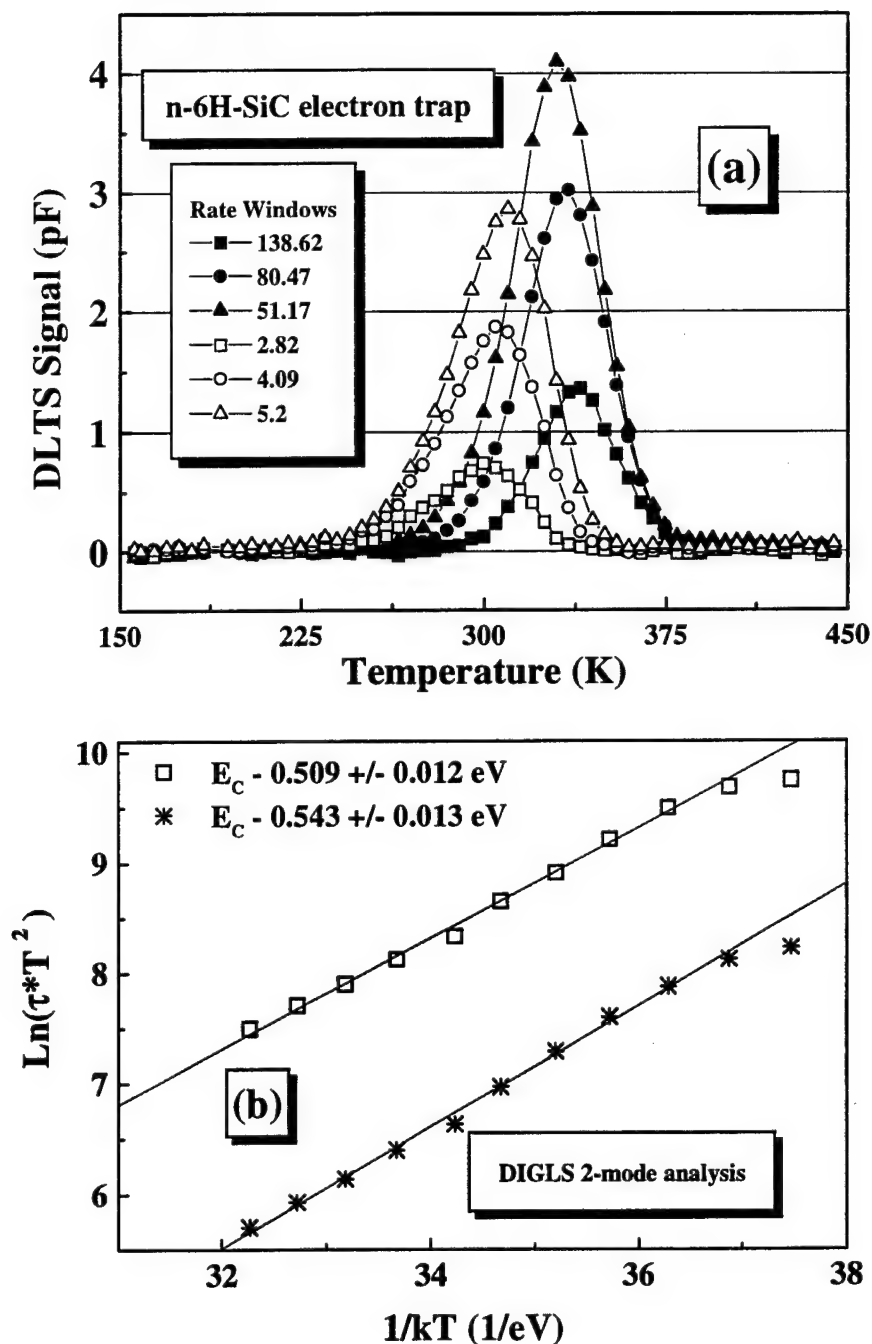 4
3
2
1
0
DLTS Signal (pF)
n-6H-SiC electron trap
(a)
Rate Windows
138.62
80.47
51.17
2.82
4.09
5.2
150 225 300 375 450
Temperature (K)
10
9
8
7
6
Ln(τ*T²)
E_C - 0.509 +/- 0.012 eV
E_C - 0.543 +/- 0.013 eV
(b)
DIGLS 2-mode analysis
32 34 36 38
1/kT (1/eV)